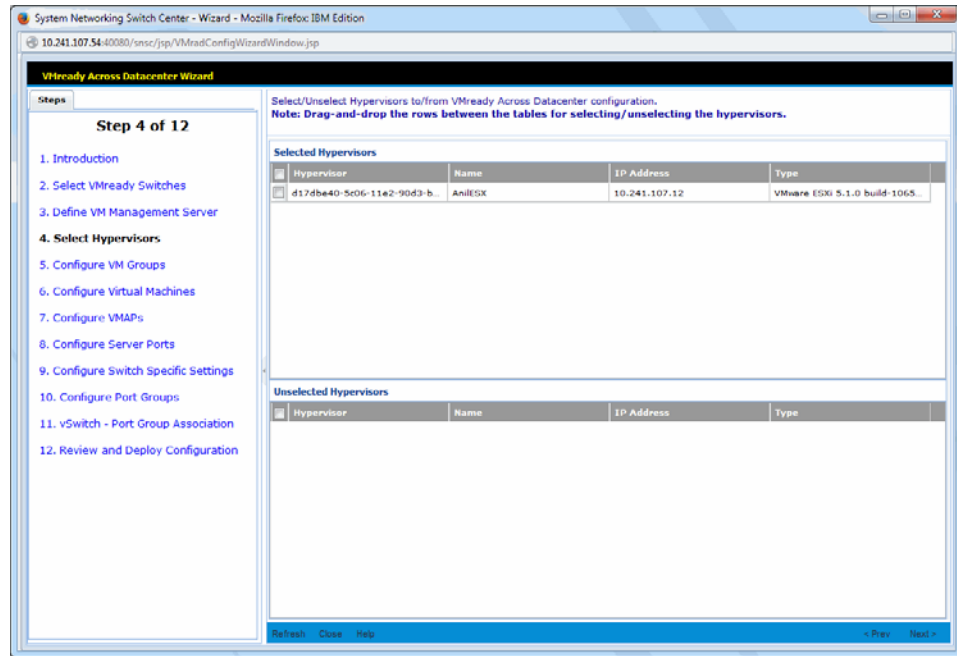 System Networking Switch Center - Wizard - Mozilla Firefox: IBM Edition
10.241.107.54:40080/snsc/jsp/VMradConfigWizardWindow.jsp
VMready Across Datacenter Wizard
Steps
Step 4 of 12
1. Introduction
2. Select VMready Switches
3. Define VM Management Server
4. Select Hypervisors
5. Configure VM Groups
6. Configure Virtual Machines
7. Configure VMAPs
8. Configure Server Ports
9. Configure Switch Specific Settings
10. Configure Port Groups
11. vSwitch - Port Group Association
12. Review and Deploy Configuration
Select/Unselect Hypervisors to/from VMready Across Datacenter configuration.
Note: Drag-and-drop the rows between the tables for selecting/unselecting the hypervisors.
Selected Hypervisors
Hypervisor Name IP Address Type
d17dbe40-5c06-11e2-90d3-b... AnilESX 10.241.107.12 VMware ESXi 5.1.0 build-1065...
Unselected Hypervisors
Hypervisor Name IP Address Type
Refresh Close Help < Prev Next >